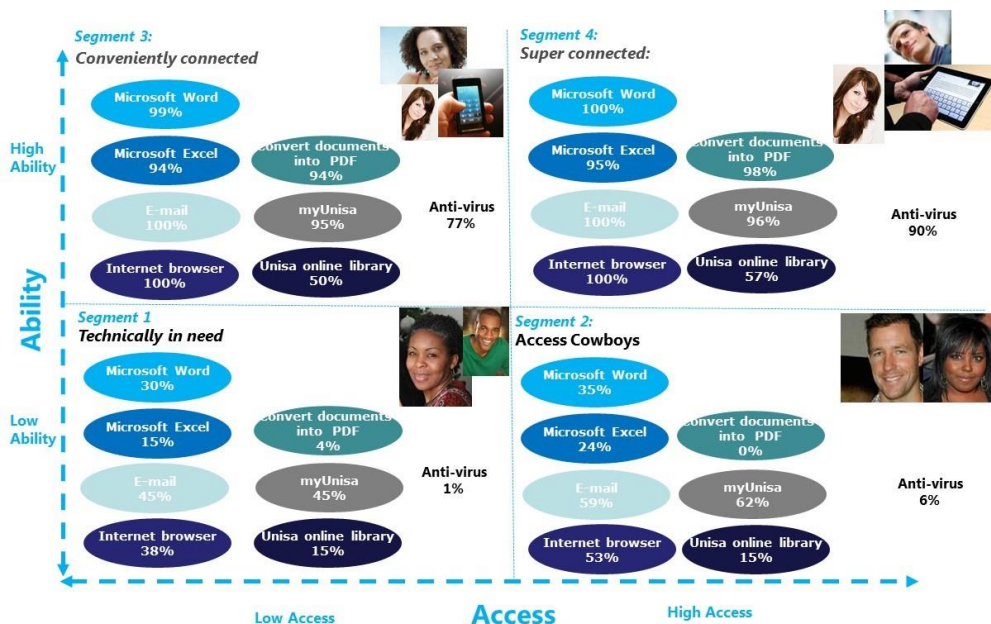 Segment 3:
Conveniently connected
Microsoft Word
99%
Microsoft Excel
94%
Convert documents
into PDF
94%
E-mail
100%
myUnisa
95%
Anti-virus
77%
Internet browser
100%
Unisa online library
50%
Segment 4:
Super connected:
Microsoft Word
100%
Microsoft Excel
95%
Convert documents
into PDF
98%
E-mail
100%
myUnisa
96%
Anti-virus
90%
Internet browser
100%
Unisa online library
57%
High
Ability
Ability
Segment 1
Technically in need
Microsoft Word
30%
Microsoft Excel
15%
Convert documents
into PDF
4%
E-mail
45%
myUnisa
45%
Anti-virus
1%
Internet browser
38%
Unisa online library
15%
Segment 2:
Access Cowboys
Microsoft Word
35%
Microsoft Excel
24%
Convert documents
into PDF
0%
E-mail
59%
myUnisa
62%
Anti-virus
6%
Internet browser
53%
Unisa online library
15%
Low
Ability
Low Access
Access
High Access